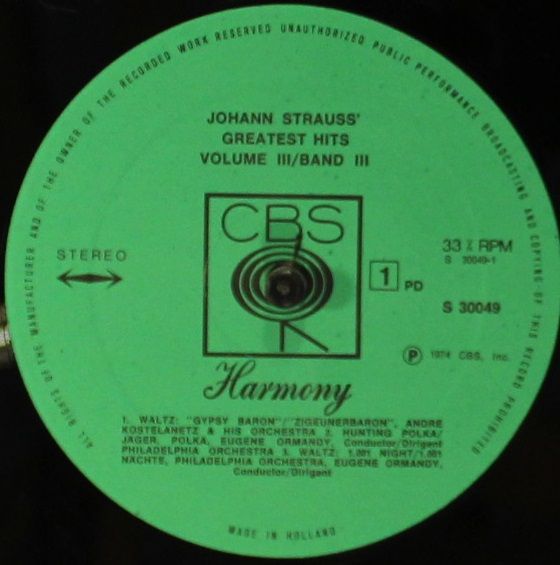 ALL RIGHTS OF THE MANUFACTURER AND OF THE OWNER OF THE RECORDED WORK RESERVED UNAUTHORIZED PUBLIC PERFORMANCE BROADCASTING AND COPYING OF THIS RECORD PROHIBITED
JOHANN STRAUSS'
GREATEST HITS
VOLUME III/BAND III
CBS
STEREO
33⅓ RPM
S 30049-1
1 PD
S 30049
Ⓟ 1974 CBS, Inc.
Harmony
1. WALTZ: "GYPSY BARON"/"ZIGEUNERBARON", ANDRE
KOSTELANETZ & HIS ORCHESTRA 2. HUNTING POLKA/
JAGER, POLKA, EUGENE ORMANDY, Conductor/Dirigent
PHILADELPHIA ORCHESTRA 3. WALTZ: 1.001 NIGHT/1.001
NACHTE, PHILADELPHIA ORCHESTRA, EUGENE ORMANDY,
Conductor/Dirigent
MADE IN HOLLAND